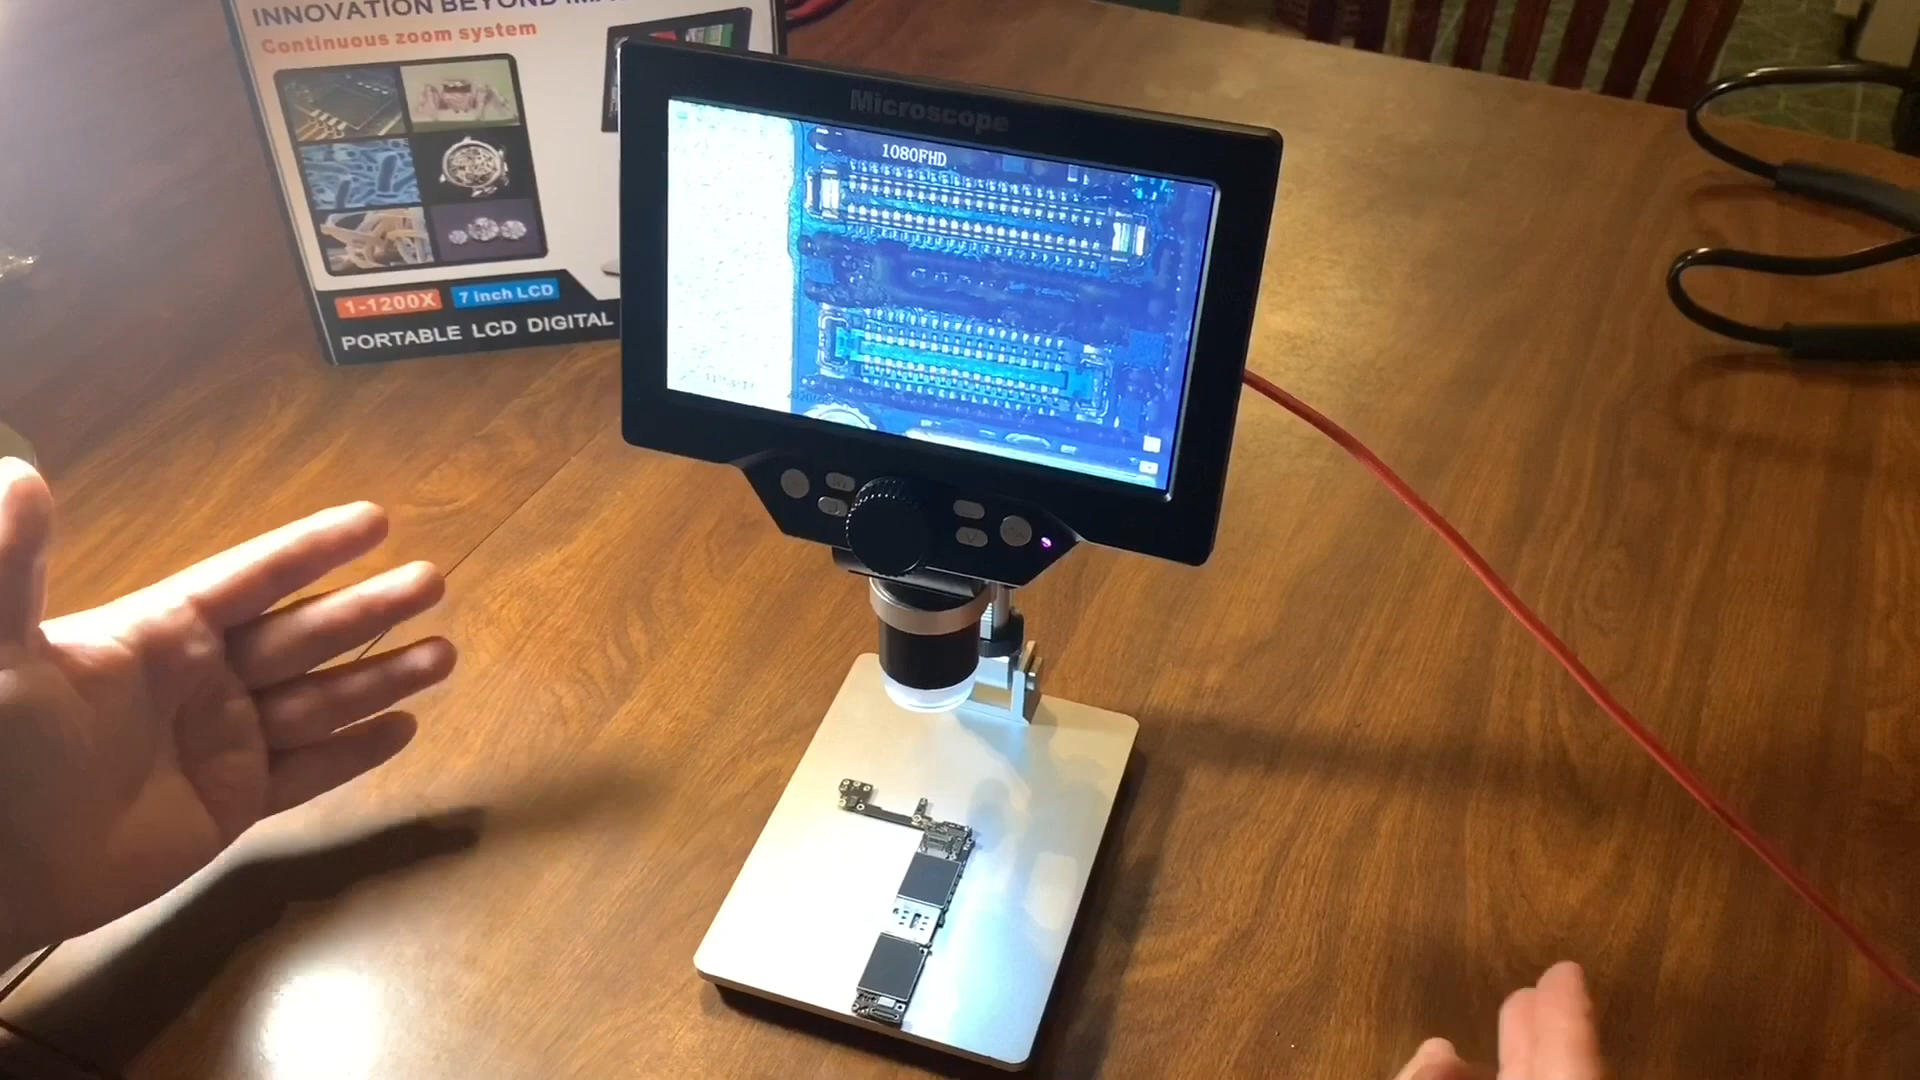 INNOVATION BEYOND
Continuous zoom system
Microscope
1080FHD
1-1200X
7 inch LCD
PORTABLE LCD DIGITAL